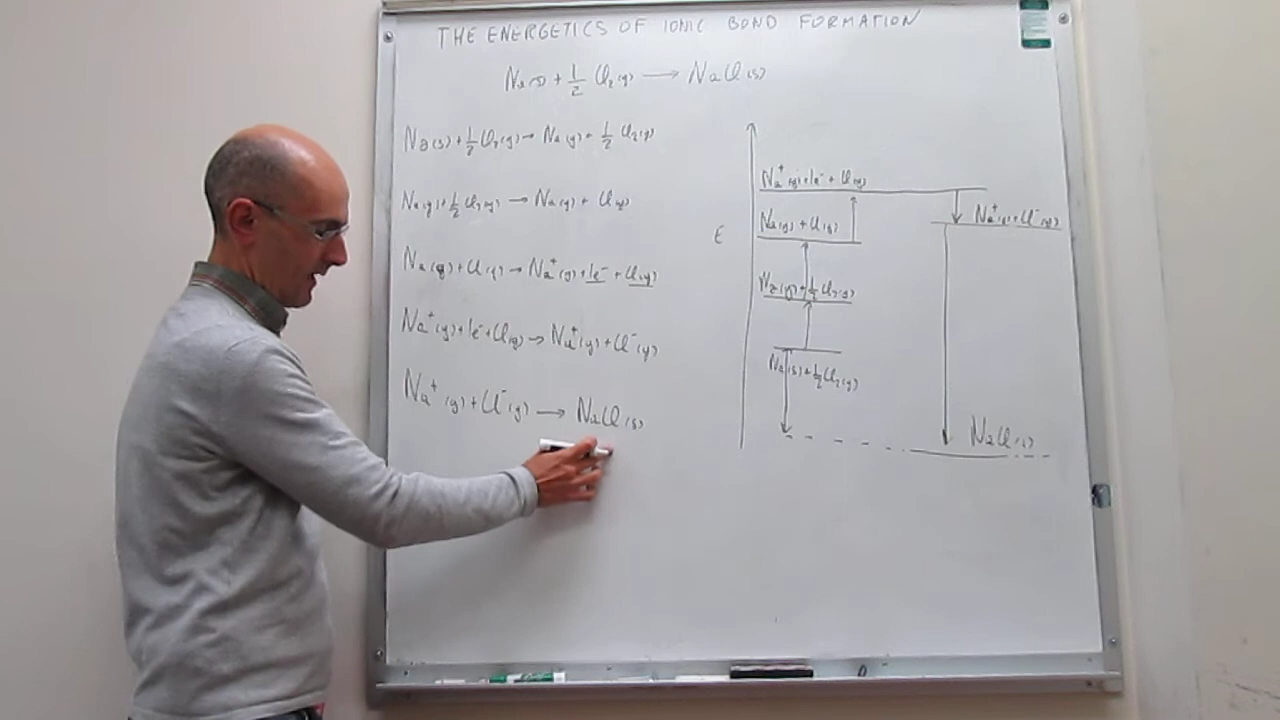 THE ENERGETICS OF IONIC BOND FORMATION
Na(s) + 1/2 Cl₂(g) → NaCl(s)
Na(s) + 1/2 Cl₂(g) → Na(g) + 1/2 Cl₂(g)
Na(g) + 1/2 Cl₂(g) → Na(g) + Cl(g)
Na(g) + Cl(g) → Na⁺(g) + 1e⁻ + Cl(g)
Na⁺(g) + 1e⁻ + Cl(g) → Na⁺(g) + Cl⁻(g)
Na⁺(g) + Cl⁻(g) → NaCl(s)
E
Na⁺(g) + 1e⁻ + Cl(g)
Na⁺(g) + Cl⁻(g)
Na(g) + Cl(g)
Na(g) + 1/2 Cl₂(g)
Na(s) + 1/2 Cl₂(g)
NaCl(s)